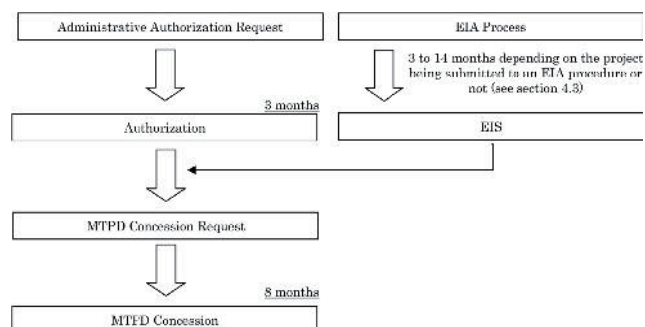 Administrative Authorization Request
EIA Process
3 to 14 months depending on the project
being submitted to an EIA procedure or
not (see section 4.3)
3 months
Authorization
EIS
MTPD Concession Request
8 months
MTPD Concession